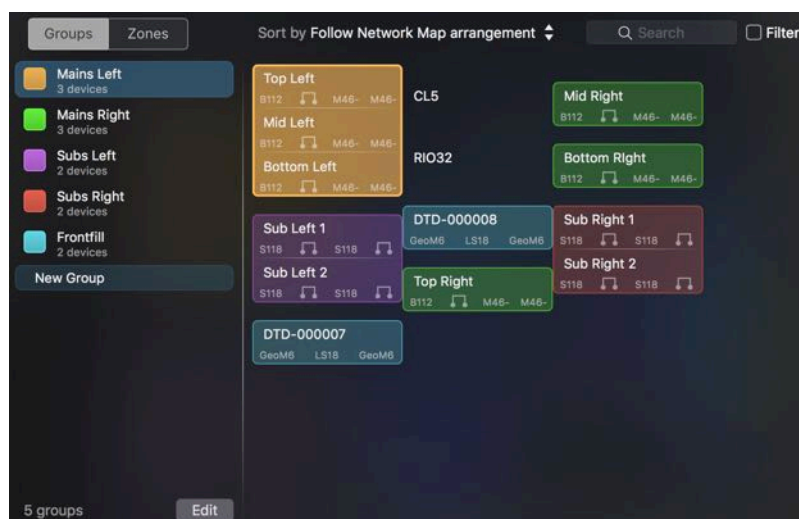 Groups Zones
Sort by Follow Network Map arrangement
Search
Filter
Mains Left
3 devices
Mains Right
3 devices
Subs Left
2 devices
Subs Right
2 devices
Frontfill
2 devices
New Group
5 groups
Edit
Top Left
B112 M46- M46-
Mid Left
B112 M46- M46-
Bottom Left
B112 M46- M46-
Sub Left 1
S118 S118
Sub Left 2
S118 S118
DTD-000007
GeoM6 LS18 GeoM6
CL5
RIO32
DTD-000008
GeoM6 LS18 GeoM6
Top Right
B112 M46- M46-
Mid Right
B112 M46- M46-
Bottom RIght
B112 M46- M46-
Sub Right 1
S118 S118
Sub Right 2
S118 S118